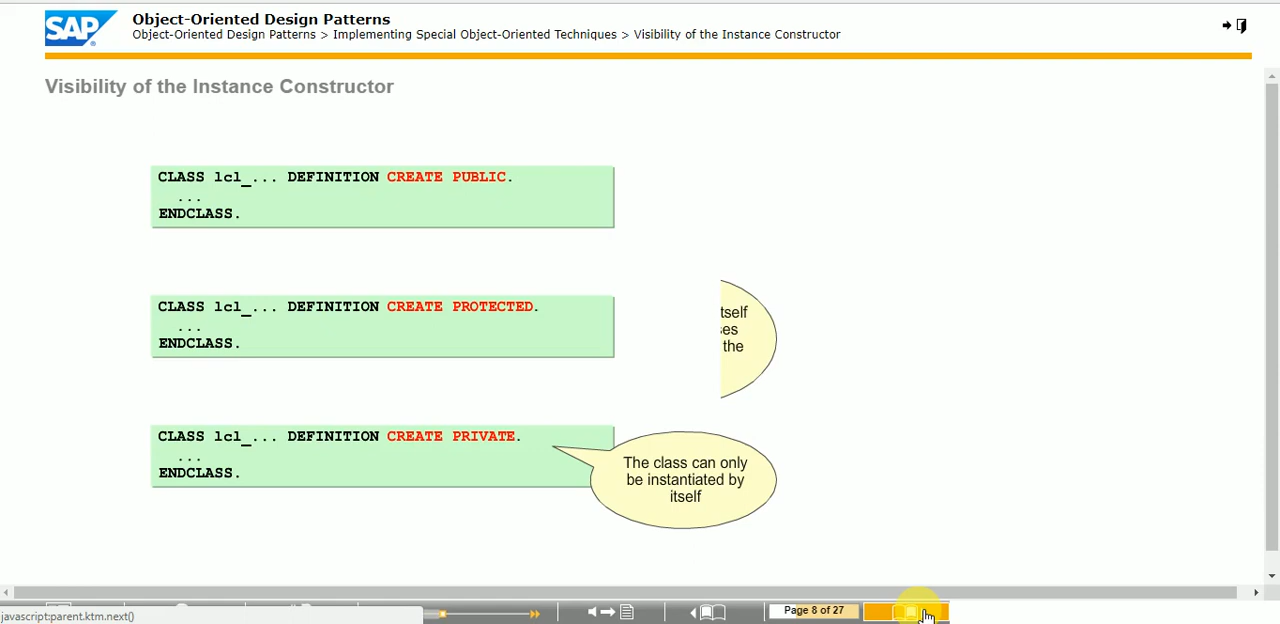 SAP
Object-Oriented Design Patterns
Object-Oriented Design Patterns > Implementing Special Object-Oriented Techniques > Visibility of the Instance Constructor
Visibility of the Instance Constructor
CLASS lcl_... DEFINITION CREATE PUBLIC.
...
ENDCLASS.
CLASS lcl_... DEFINITION CREATE PROTECTED.
...
ENDCLASS.
tself
ses
the
CLASS lcl_... DEFINITION CREATE PRIVATE.
...
ENDCLASS.
The class can only
be instantiated by
itself
javascript:parent.ktm.next()
Page 8 of 27